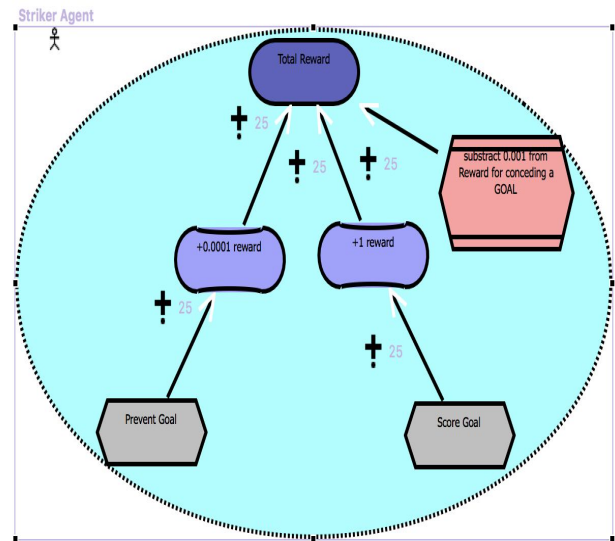 Striker Agent
Total Reward
25
25
25
substract 0.001 from
Reward for conceding a
GOAL
+0.0001 reward
+1 reward
25
25
Prevent Goal
Score Goal